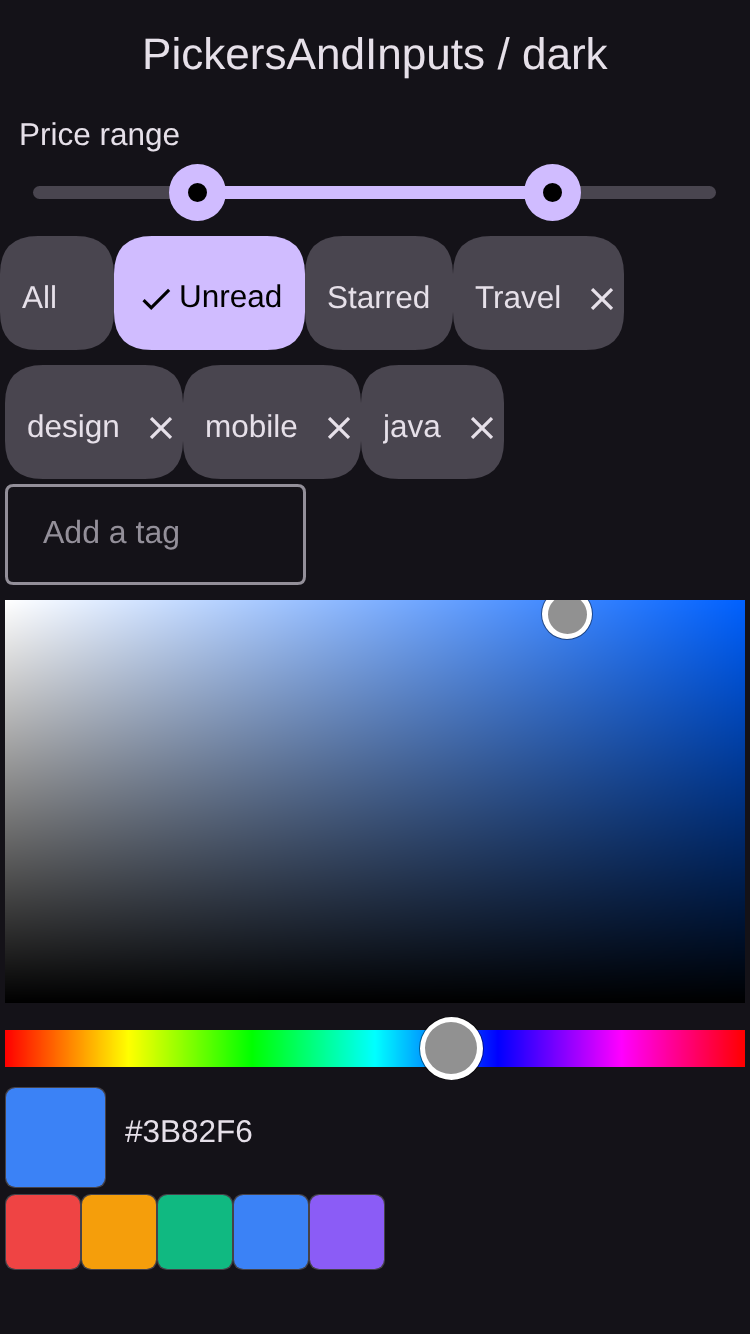 PickersAndInputs / dark
Price range
All Unread Starred Travel
design mobile java
Add a tag
#3B82F6